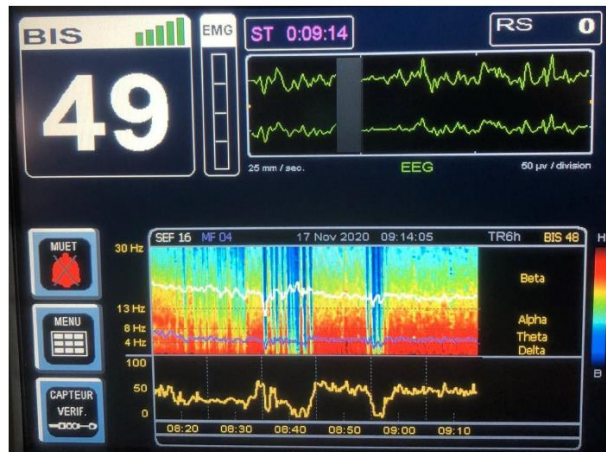 BIS
49
EMG
ST 0:09:14
RS 0
25 mm / sec.
EEG
50 µv / division
MUET
MENU
CAPTEUR
VERIF.
SEF 16 MF 04 17 Nov 2020 09:14:05 TR6h BIS 48
30 Hz
13 Hz
8 Hz
4 Hz
Beta
Alpha
Theta
Delta
H
B
100
50
0
08:20 08:30 08:40 08:50 09:00 09:10